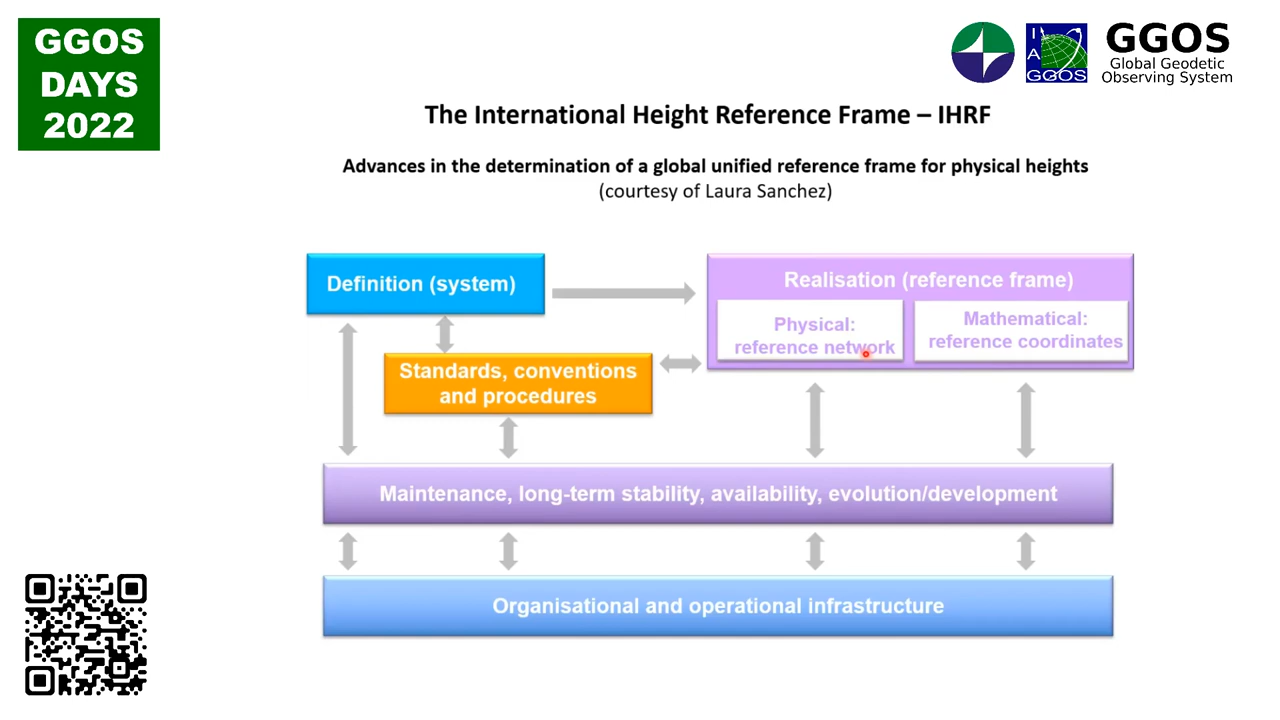 GGOS
DAYS
2022
I
A
GGOS
GGOS
Global Geodetic
Observing System
The International Height Reference Frame – IHRF
Advances in the determination of a global unified reference frame for physical heights
(courtesy of Laura Sanchez)
Definition (system)
Realisation (reference frame)
Physical:
reference network
Mathematical:
reference coordinates
Standards, conventions
and procedures
Maintenance, long-term stability, availability, evolution/development
Organisational and operational infrastructure